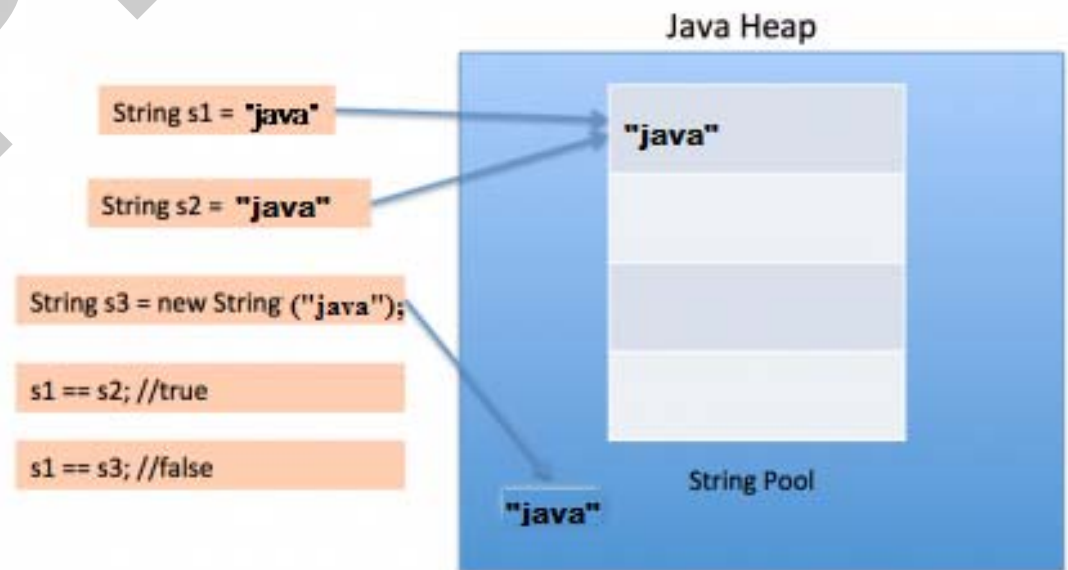 Java Heap
String s1 = "java"
"java"
String s2 = "java"
String s3 = new String ("java");
s1 == s2; //true
s1 == s3; //false
String Pool
"java"